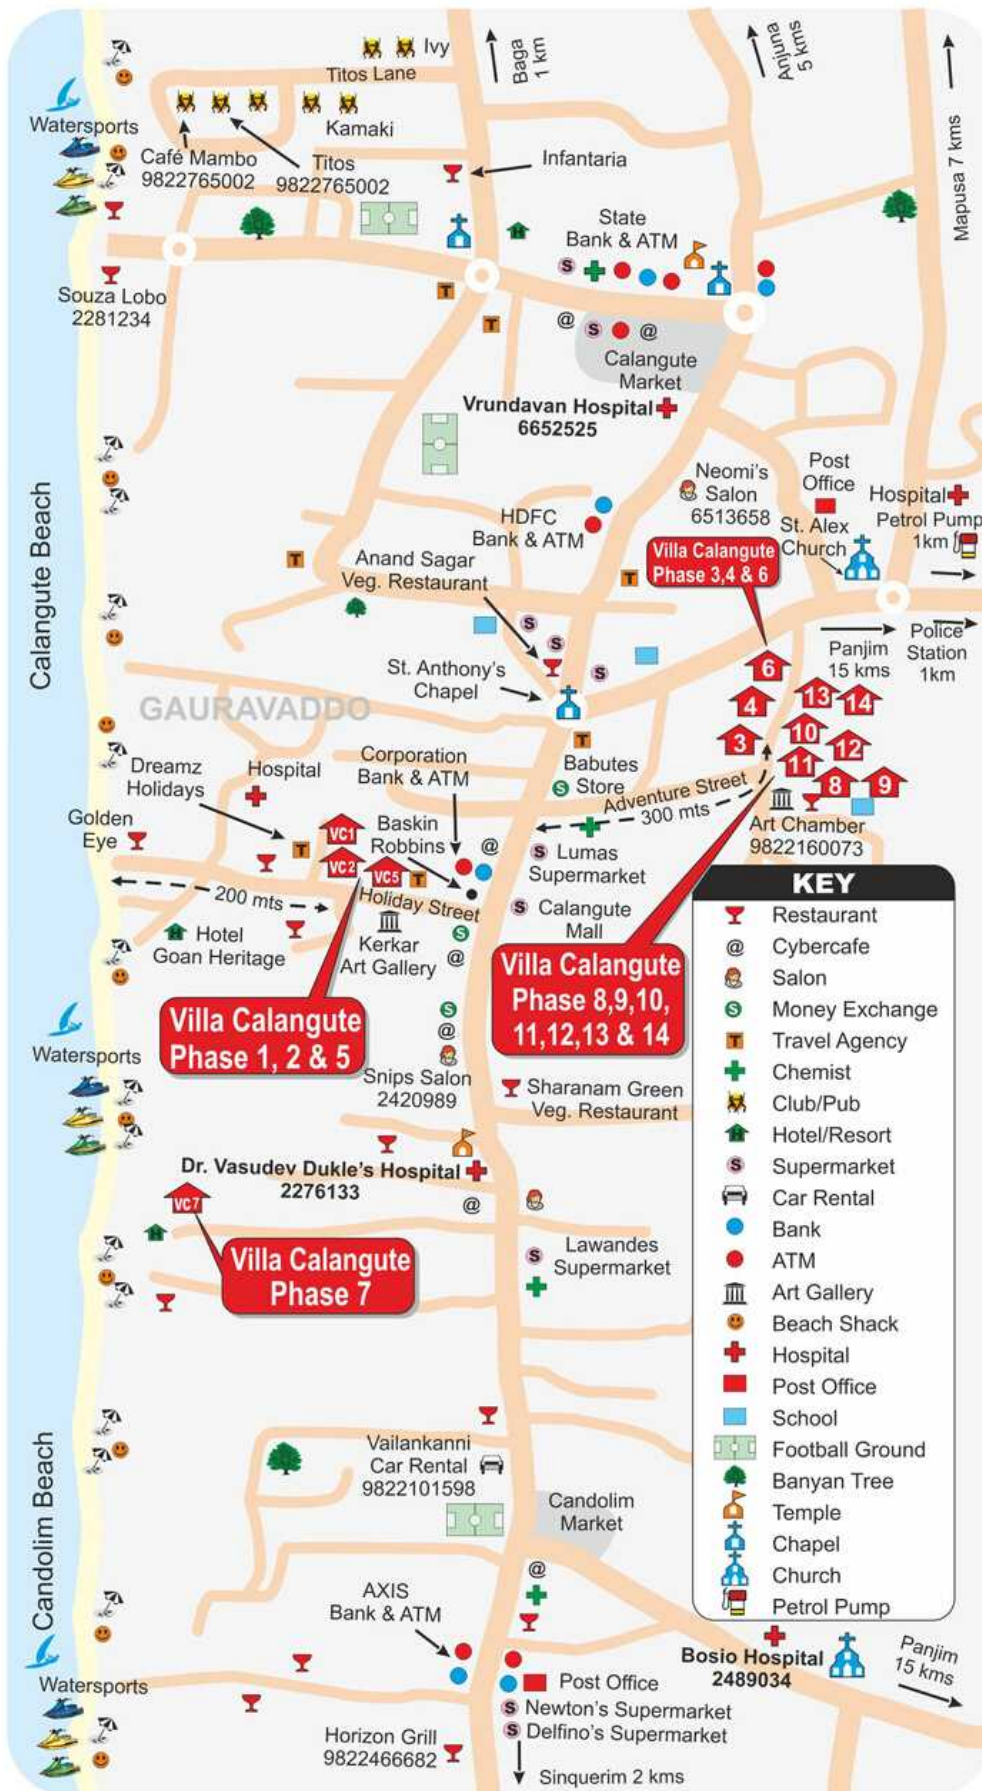 Ivy
Titos Lane
Baga
1 km
Anjuna
5 kms
Mapusa 7 kms
Watersports
Kamaki
Café Mambo
9822765002
Titos
9822765002
Infantaria
State
Bank & ATM
Souza Lobo
2281234
Calangute
Market
Vrundavan Hospital
6652525
Neomi's
Salon
6513658
Post
Office
Hospital
Petrol Pump
1km
St. Alex
Church
HDFC
Bank & ATM
Villa Calangute
Phase 3,4 & 6
Anand Sagar
Veg. Restaurant
Calangute Beach
Panjim
15 kms
Police
Station
1km
St. Anthony's
Chapel
GAURAVADDO
6
4
3
13
14
10
12
11
8
9
Corporation
Bank & ATM
Babutes
Store
Adventure Street
300 mts
Dreamz
Holidays
Hospital
Golden
Eye
VC1
VC2
VC5
Baskin
Robbins
Art Chamber
9822160073
Lumas
Supermarket
200 mts
Holiday Street
Calangute
Mall
Hotel
Goan Heritage
Kerkar
Art Gallery
Villa Calangute
Phase 1, 2 & 5
Villa Calangute
Phase 8,9,10,
11,12,13 & 14
Watersports
Snips Salon
2420989
Sharanam Green
Veg. Restaurant
Dr. Vasudev Dukle's Hospital
2276133
VC7
Villa Calangute
Phase 7
Lawandes
Supermarket
KEY
Restaurant
@ Cybercafe
Salon
S Money Exchange
T Travel Agency
Chemist
Club/Pub
H Hotel/Resort
S Supermarket
Car Rental
Bank
ATM
Art Gallery
Beach Shack
Hospital
Post Office
School
Football Ground
Banyan Tree
Temple
Chapel
Church
Petrol Pump
Vailankanni
Car Rental
9822101598
Candolim
Market
Candolim Beach
AXIS
Bank & ATM
Bosio Hospital
2489034
Panjim
15 kms
Watersports
Post Office
Newton's Supermarket
Delfino's Supermarket
Horizon Grill
9822466682
Sinquerim 2 kms